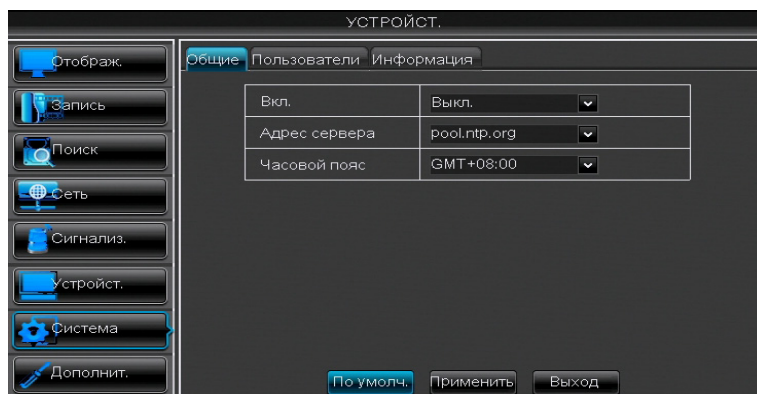 УСТРОЙСТ.
Отображ.
Запись
Поиск
Сеть
Сигнализ.
Устройст.
Система
Дополнит.
Общие Пользователи Информация
Вкл. Выкл.
Адрес сервера pool.ntp.org
Часовой пояс GMT+08:00
По умолч. Применить Выход